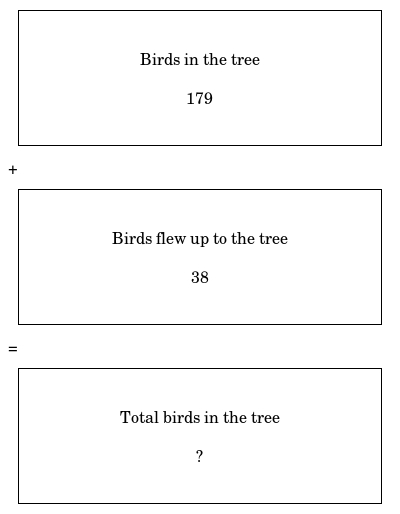 Birds in the tree
179
+
Birds flew up to the tree
38
=
Total birds in the tree
?